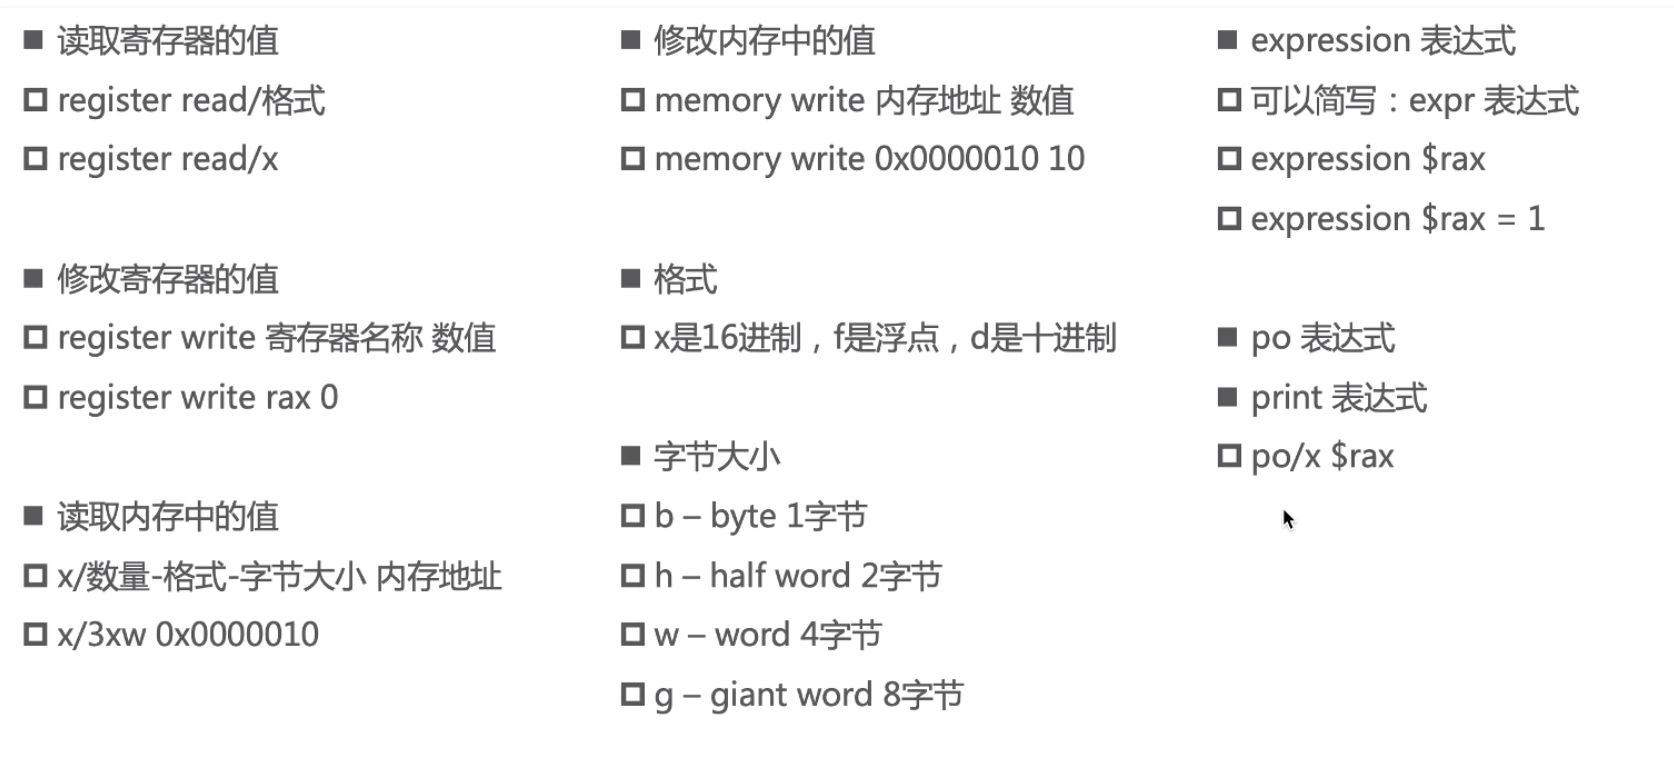 读取寄存器的值
register read/格式
register read/x
修改寄存器的值
register write 寄存器名称 数值
register write rax 0
读取内存中的值
x/数量-格式-字节大小 内存地址
x/3xw 0x0000010
修改内存中的值
memory write 内存地址 数值
memory write 0x0000010 10
格式
x是16进制，f是浮点，d是十进制
字节大小
b – byte 1字节
h – half word 2字节
w – word 4字节
g – giant word 8字节
expression 表达式
可以简写：expr 表达式
expression $rax
expression $rax = 1
po 表达式
print 表达式
po/x $rax